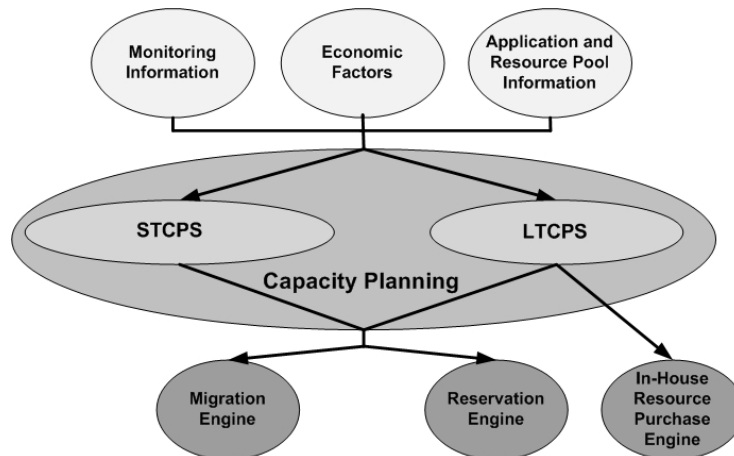 Monitoring
Information
Economic
Factors
Application and
Resource Pool
Information
STCPS
LTCPS
Capacity Planning
Migration
Engine
Reservation
Engine
In-House
Resource
Purchase
Engine